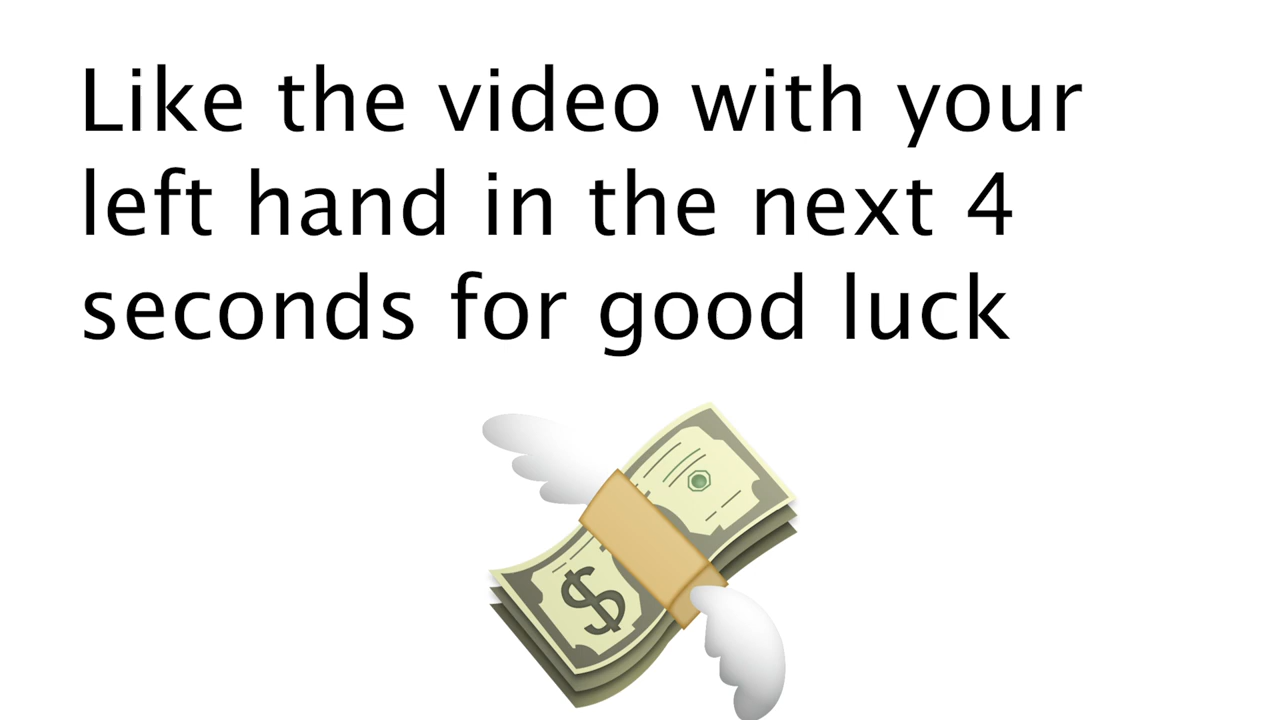 Like the video with your
left hand in the next 4
seconds for good luck
$